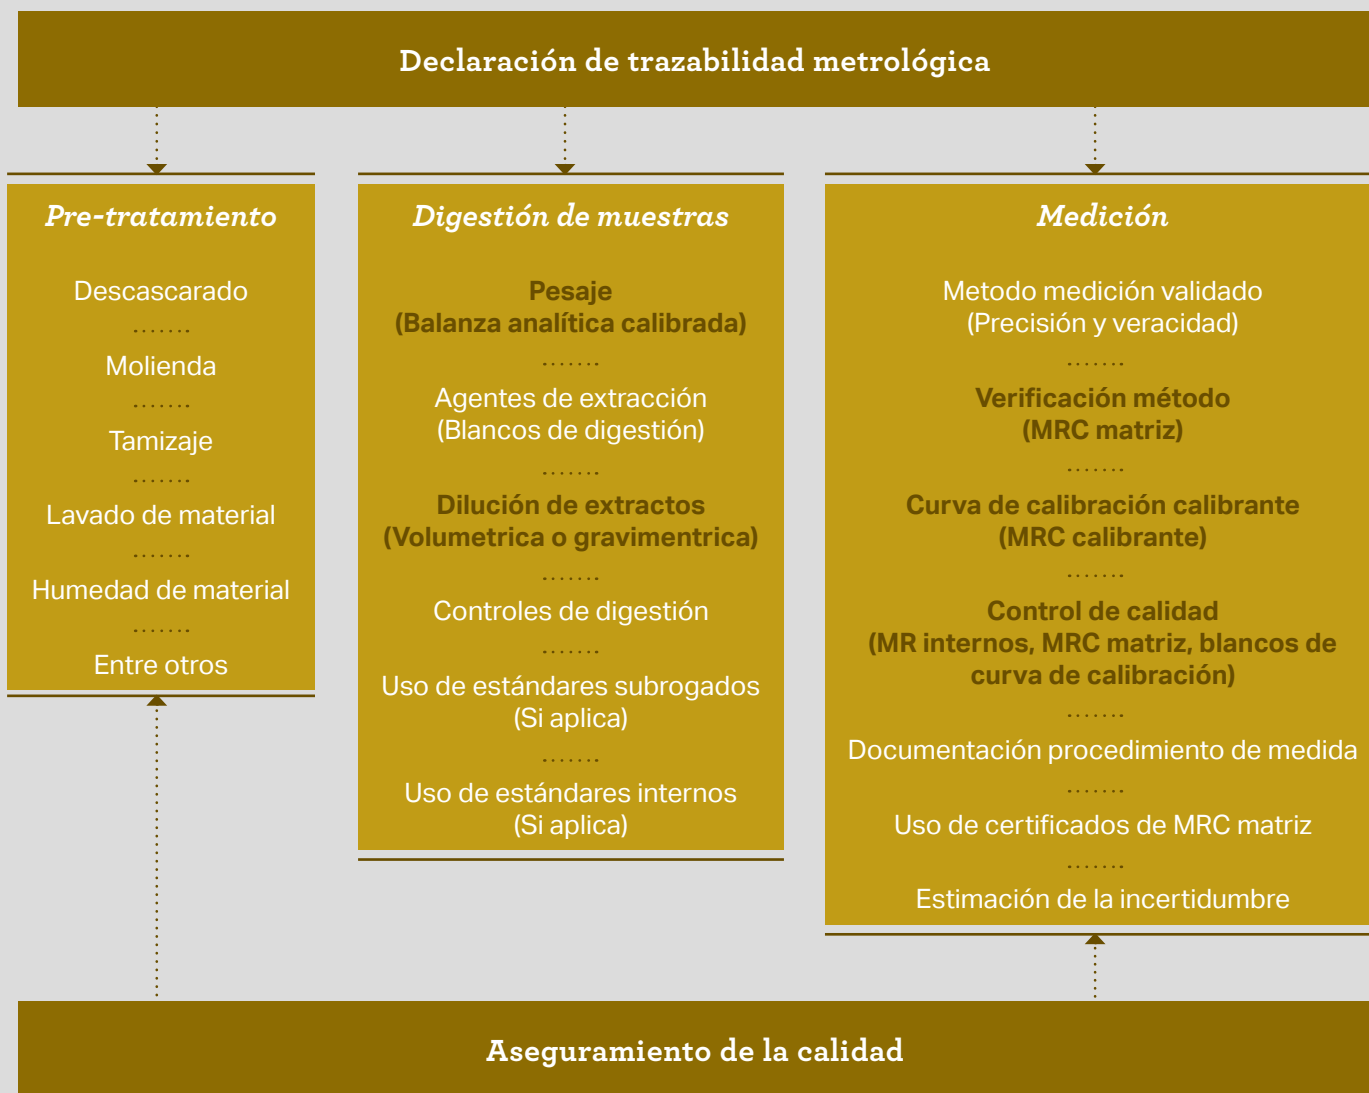 Declaración de trazabilidad metrológica
Pre-tratamiento
Descascarado
.......
Molienda
.......
Tamizaje
.......
Lavado de material
.......
Humedad de material
.......
Entre otros
Digestión de muestras
Pesaje
(Balanza analítica calibrada)
.......
Agentes de extracción
(Blancos de digestión)
.......
Dilución de extractos
(Volumetrica o gravimentrica)
.......
Controles de digestión
.......
Uso de estándares subrogados
(Si aplica)
.......
Uso de estándares internos
(Si aplica)
Medición
Metodo medición validado
(Precisión y veracidad)
.......
Verificación método
(MRC matriz)
.......
Curva de calibración calibrante
(MRC calibrante)
.......
Control de calidad
(MR internos, MRC matriz, blancos de
curva de calibración)
.......
Documentación procedimiento de medida
.......
Uso de certificados de MRC matriz
.......
Estimación de la incertidumbre
Aseguramiento de la calidad